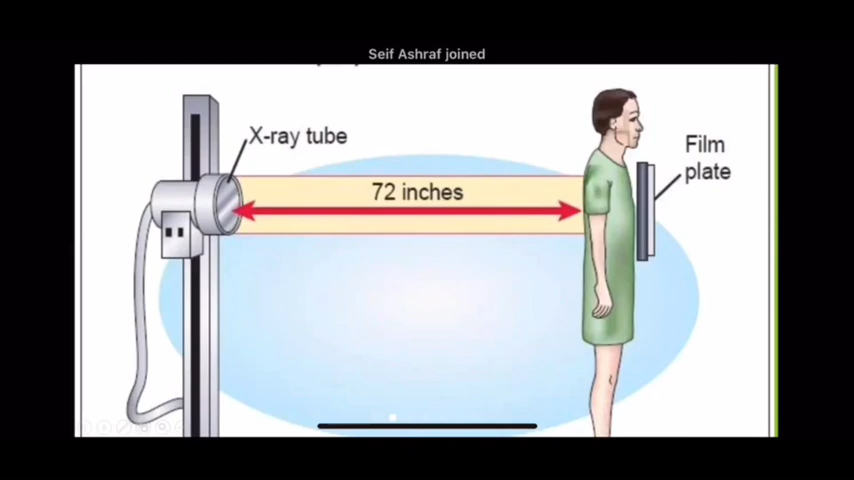 Seif Ashraf joined
X-ray tube
72 inches
Film
plate